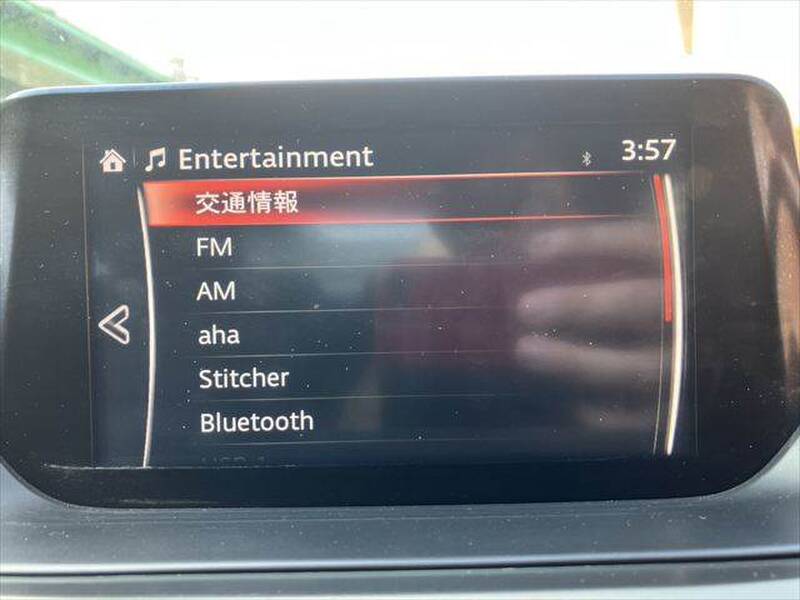 Entertainment
3:57
交通情報
FM
AM
aha
Stitcher
Bluetooth